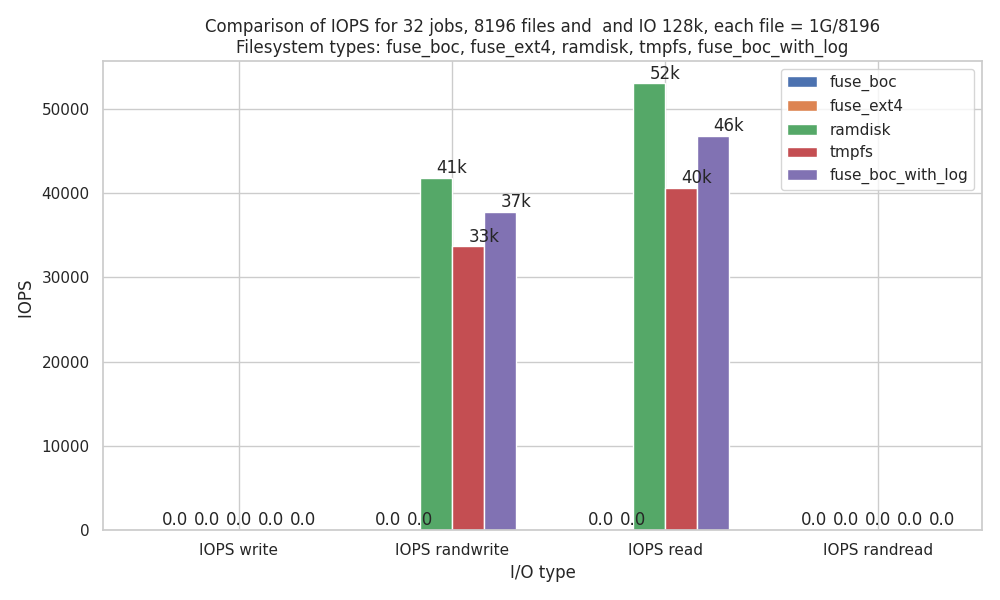 Comparison of IOPS for 32 jobs, 8196 files and  and IO 128k, each file = 1G/8196
Filesystem types: fuse_boc, fuse_ext4, ramdisk, tmpfs, fuse_boc_with_log
IOPS
50000
40000
30000
20000
10000
0
52k
46k
41k
40k
37k
33k
0.0 0.0 0.0 0.0 0.0
0.0 0.0
0.0 0.0
0.0 0.0 0.0 0.0 0.0
fuse_boc
fuse_ext4
ramdisk
tmpfs
fuse_boc_with_log
IOPS write
IOPS randwrite
IOPS read
IOPS randread
I/O type